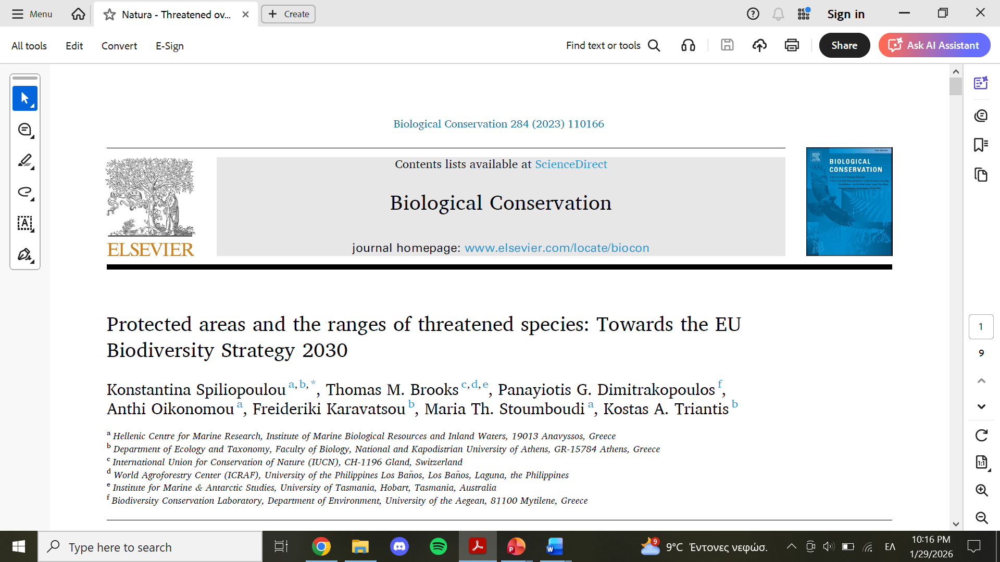 Menu
Natura - Threatened ov...
Create
Sign in
All tools
Edit
Convert
E-Sign
Find text or tools
Share
Ask AI Assistant
Biological Conservation 284 (2023) 110166
Contents lists available at ScienceDirect
Biological Conservation
journal homepage: www.elsevier.com/locate/biocon
NON SOLUS
ELSEVIER
BIOLOGICAL
CONSERVATION
Protected areas and the ranges of threatened species: Towards the EU
Biodiversity Strategy 2030
Konstantina Spiliopoulou a,b,*, Thomas M. Brooks c,d,e, Panayiotis G. Dimitrakopoulos f,
Anthi Oikonomou a, Freideriki Karavatsou b, Maria Th. Stoumboudi a, Kostas A. Triantis b
a Hellenic Centre for Marine Research, Institute of Marine Biological Resources and Inland Waters, 19013 Anavyssos, Greece
b Department of Ecology and Taxonomy, Faculty of Biology, National and Kapodistrian University of Athens, GR-15784 Athens, Greece
c International Union for Conservation of Nature (IUCN), CH-1196 Gland, Switzerland
d World Agroforestry Center (ICRAF), University of the Philippines Los Baños, Los Baños, Laguna, the Philippines
e Institute for Marine & Antarctic Studies, University of Tasmania, Hobart, Tasmania, Australia
f Biodiversity Conservation Laboratory, Department of Environment, University of the Aegean, 81100 Mytilene, Greece
1
9
1:1
Type here to search
9
9°C Έντονες νεφώσ.
ΕΛ
10:16 PM
1/29/2026